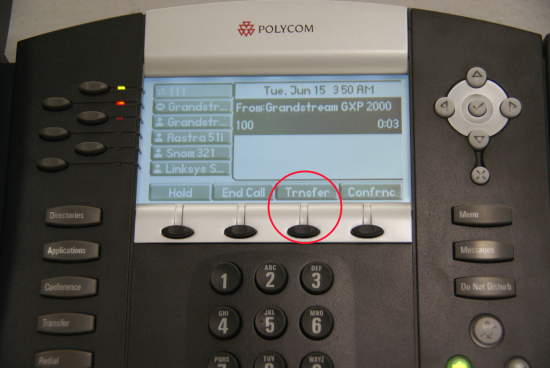 POLYCOM
111
Tue, Jun 15 3:50 AM
Grandstr...
From:Grandstream GXP 2000
Grandstr...
100 0:03
Aastra 51i
Snom 321
Linksys S...
Hold End Call Trnsfer Confrnc
Directories
Applications
Conference
Transfer
Redial
Menu
Messages
Do Not Disturb
1
ABC
2
DEF
3
GHI
4
JKL
5
MNO
6
PQRS
TUV
WXYZ